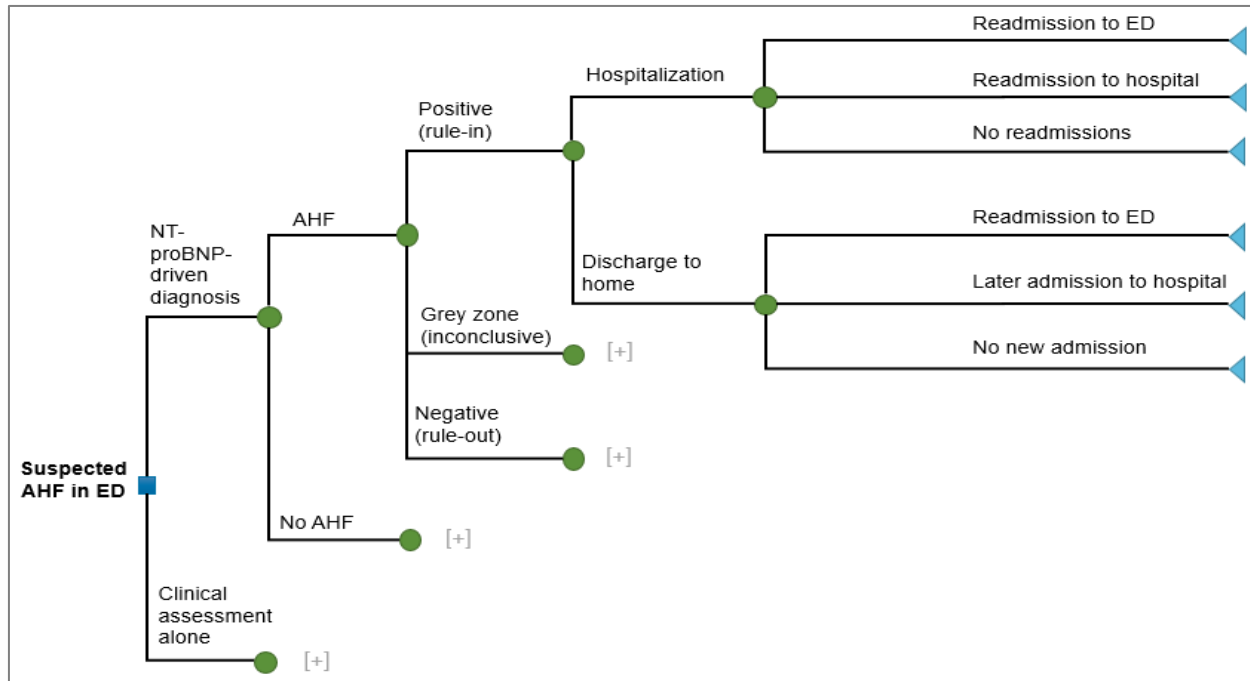 Readmission to ED
Hospitalization
Readmission to hospital
Positive
(rule-in)
No readmissions
AHF
Readmission to ED
NT-
proBNP-
driven
diagnosis
Discharge to
home
Later admission to hospital
Grey zone
(inconclusive)
[+]
No new admission
Negative
(rule-out)
[+]
Suspected
AHF in ED
No AHF
[+]
Clinical
assessment
alone
[+]